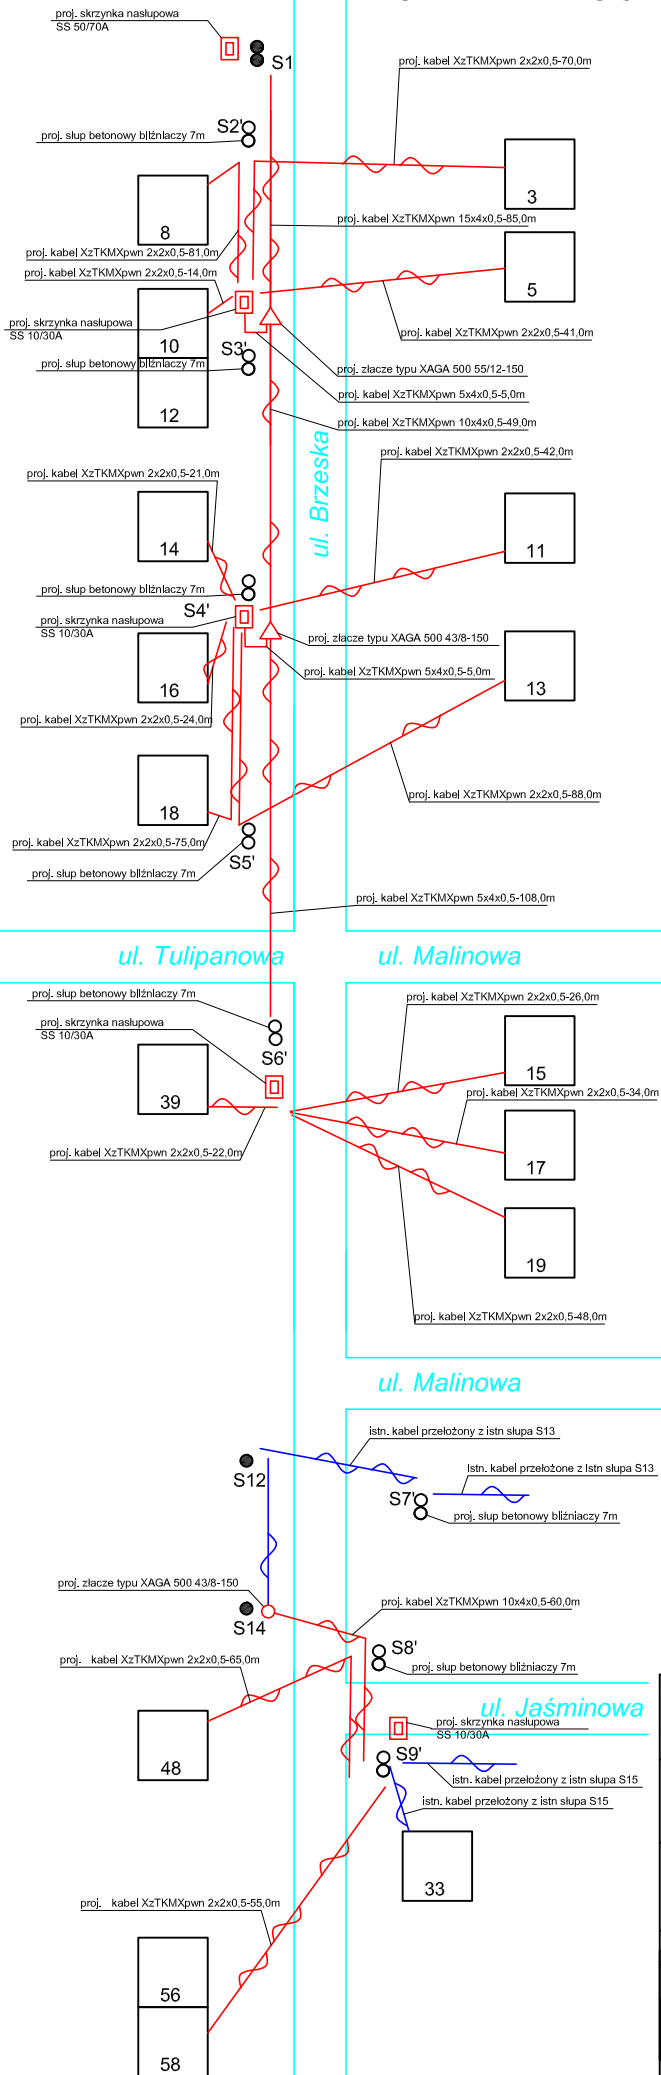 proj. skrzynka nasłupowa
SS 50/70A
S1
proj. kabel XzTKMXpwn 2x2x0,5-70,0m
S2'
proj. słup betonowy bliźniaczy 7m
3
8
proj. kabel XzTKMXpwn 15x4x0,5-85,0m
proj. kabel XzTKMXpwn 2x2x0,5-81,0m
proj. kabel XzTKMXpwn 2x2x0,5-14,0m
5
proj. skrzynka nasłupowa
SS 10/30A
proj. kabel XzTKMXpwn 2x2x0,5-41,0m
10
S3'
proj. słup betonowy bliźniaczy 7m
proj. złacze typu XAGA 500 55/12-150
proj. kabel XzTKMXpwn 5x4x0,5-5,0m
12
proj. kabel XzTKMXpwn 10x4x0,5-49,0m
ul. Brzeska
proj. kabel XzTKMXpwn 2x2x0,5-42,0m
proj. kabel XzTKMXpwn 2x2x0,5-21,0m
14
11
proj. słup betonowy bliźniaczy 7m
S4'
proj. skrzynka nasłupowa
SS 10/30A
proj. złacze typu XAGA 500 43/8-150
proj. kabel XzTKMXpwn 5x4x0,5-5,0m
16
13
proj. kabel XzTKMXpwn 2x2x0,5-24,0m
proj. kabel XzTKMXpwn 2x2x0,5-88,0m
18
proj. kabel XzTKMXpwn 2x2x0,5-75,0m
S5'
proj. słup betonowy bliźniaczy 7m
proj. kabel XzTKMXpwn 5x4x0,5-108,0m
ul. Tulipanowa
ul. Malinowa
proj. słup betonowy bliźniaczy 7m
proj. kabel XzTKMXpwn 2x2x0,5-26,0m
proj. skrzynka nasłupowa
SS 10/30A
S6'
15
39
proj. kabel XzTKMXpwn 2x2x0,5-34,0m
proj. kabel XzTKMXpwn 2x2x0,5-22,0m
17
19
proj. kabel XzTKMXpwn 2x2x0,5-48,0m
ul. Malinowa
istn. kabel przełożony z istn słupa S13
S12
istn. kabel przełożone z istn słupa S13
S7'
proj. słup betonowy bliźniaczy 7m
proj. złacze typu XAGA 500 43/8-150
proj. kabel XzTKMXpwn 10x4x0,5-60,0m
S14
S8'
proj. kabel XzTKMXpwn 2x2x0,5-65,0m
proj. słup betonowy bliźniaczy 7m
ul. Jaśminowa
proj. skrzynka nasłupowa
SS 10/30A
48
S9'
istn. kabel przełożony z istn słupa S15
istn. kabel przełożony z istn słupa S15
33
proj. kabel XzTKMXpwn 2x2x0,5-55,0m
56
58